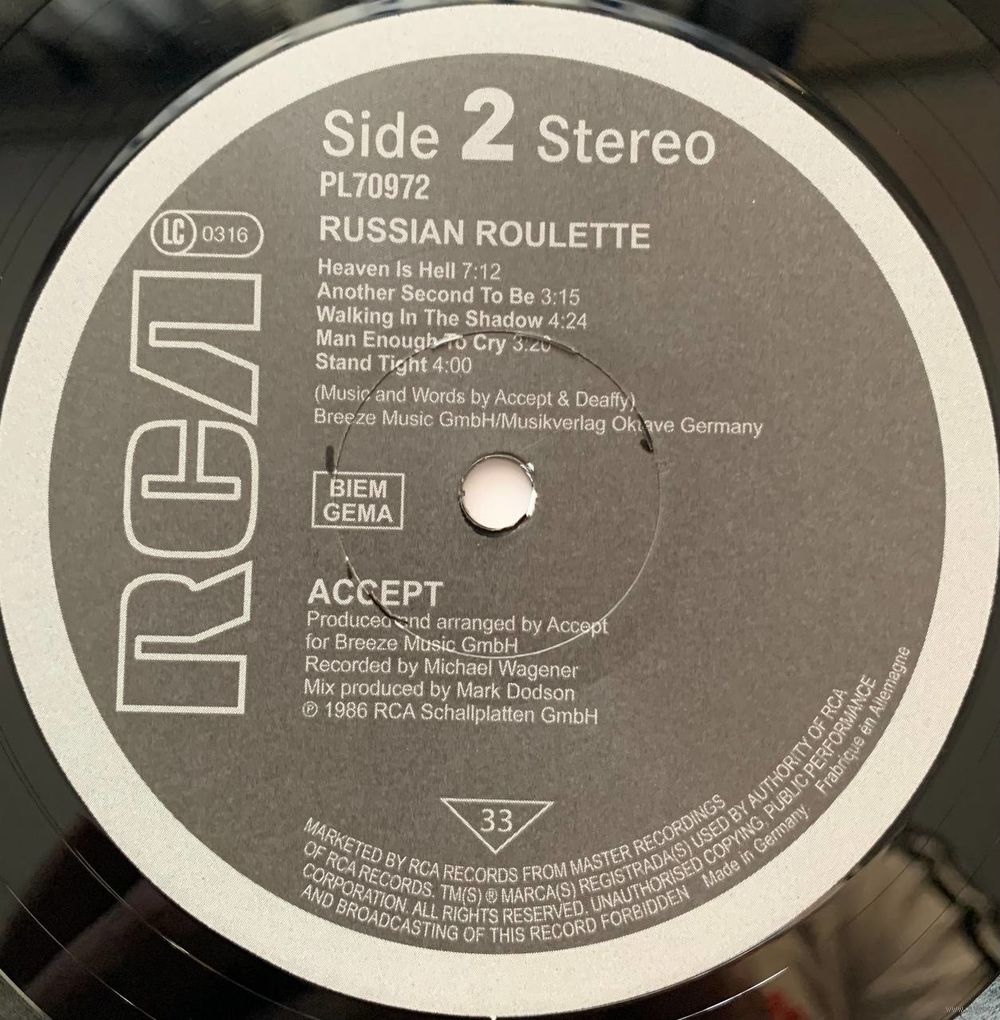 Side 2 Stereo
PL70972
RUSSIAN ROULETTE
LC 0316
RCA
Heaven Is Hell 7:12
Another Second To Be 3:15
Walking In The Shadow 4:24
Man Enough To Cry 3:20
Stand Tight 4:00
(Music and Words by Accept & Deaffy)
Breeze Music GmbH/Musikverlag Oktave Germany
BIEM
GEMA
ACCEPT
Produced and arranged by Accept
for Breeze Music GmbH
Recorded by Michael Wagener
Mix produced by Mark Dodson
℗ 1986 RCA Schallplatten GmbH
33
MARKETED BY RCA RECORDS FROM MASTER RECORDINGS
OF RCA RECORDS, TM(S) ® MARCA(S) REGISTRADA(S) USED BY AUTHORITY OF RCA
CORPORATION. ALL RIGHTS RESERVED. UNAUTHORISED COPYING, PUBLIC PERFORMANCE
AND BROADCASTING OF THIS RECORD FORBIDDEN Made in Germany Frabriqué en Allemagne